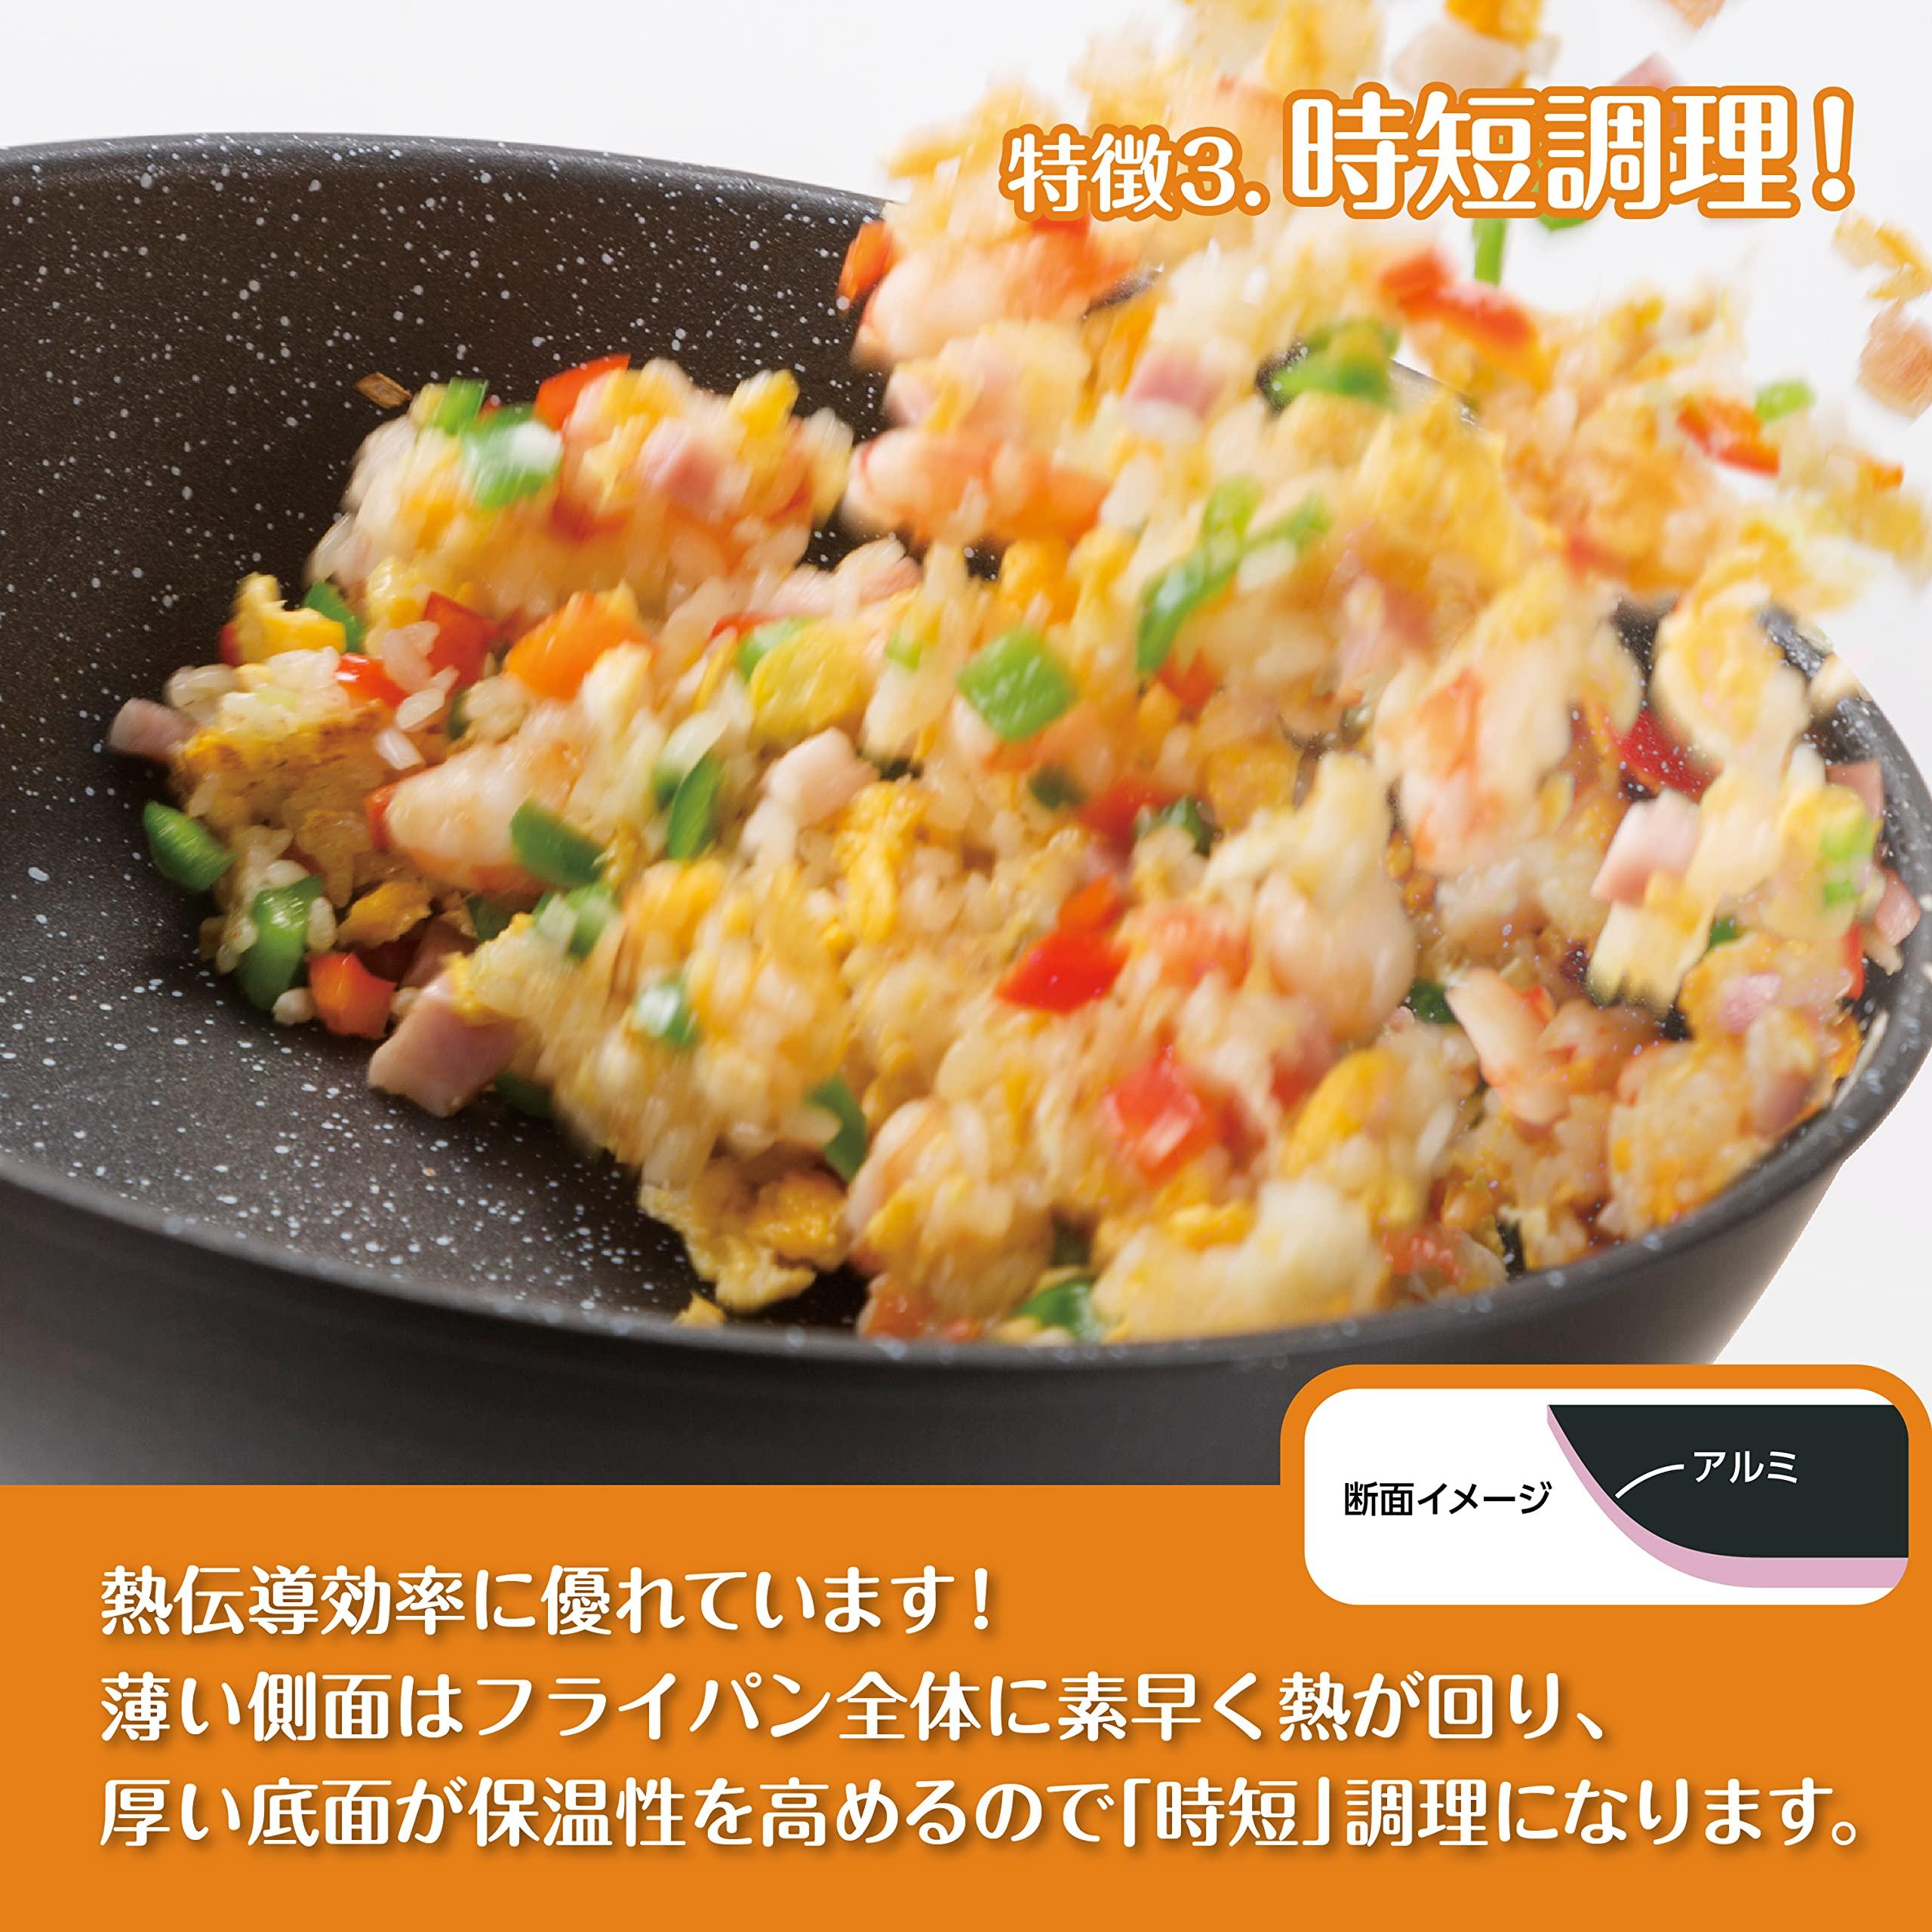 特徴3. 時短調理!
アルミ
断面イメージ
熱伝導効率に優れています!
薄い側面はフライパン全体に素早く熱が回り、
厚い底面が保温性を高めるので「時短」調理になります。